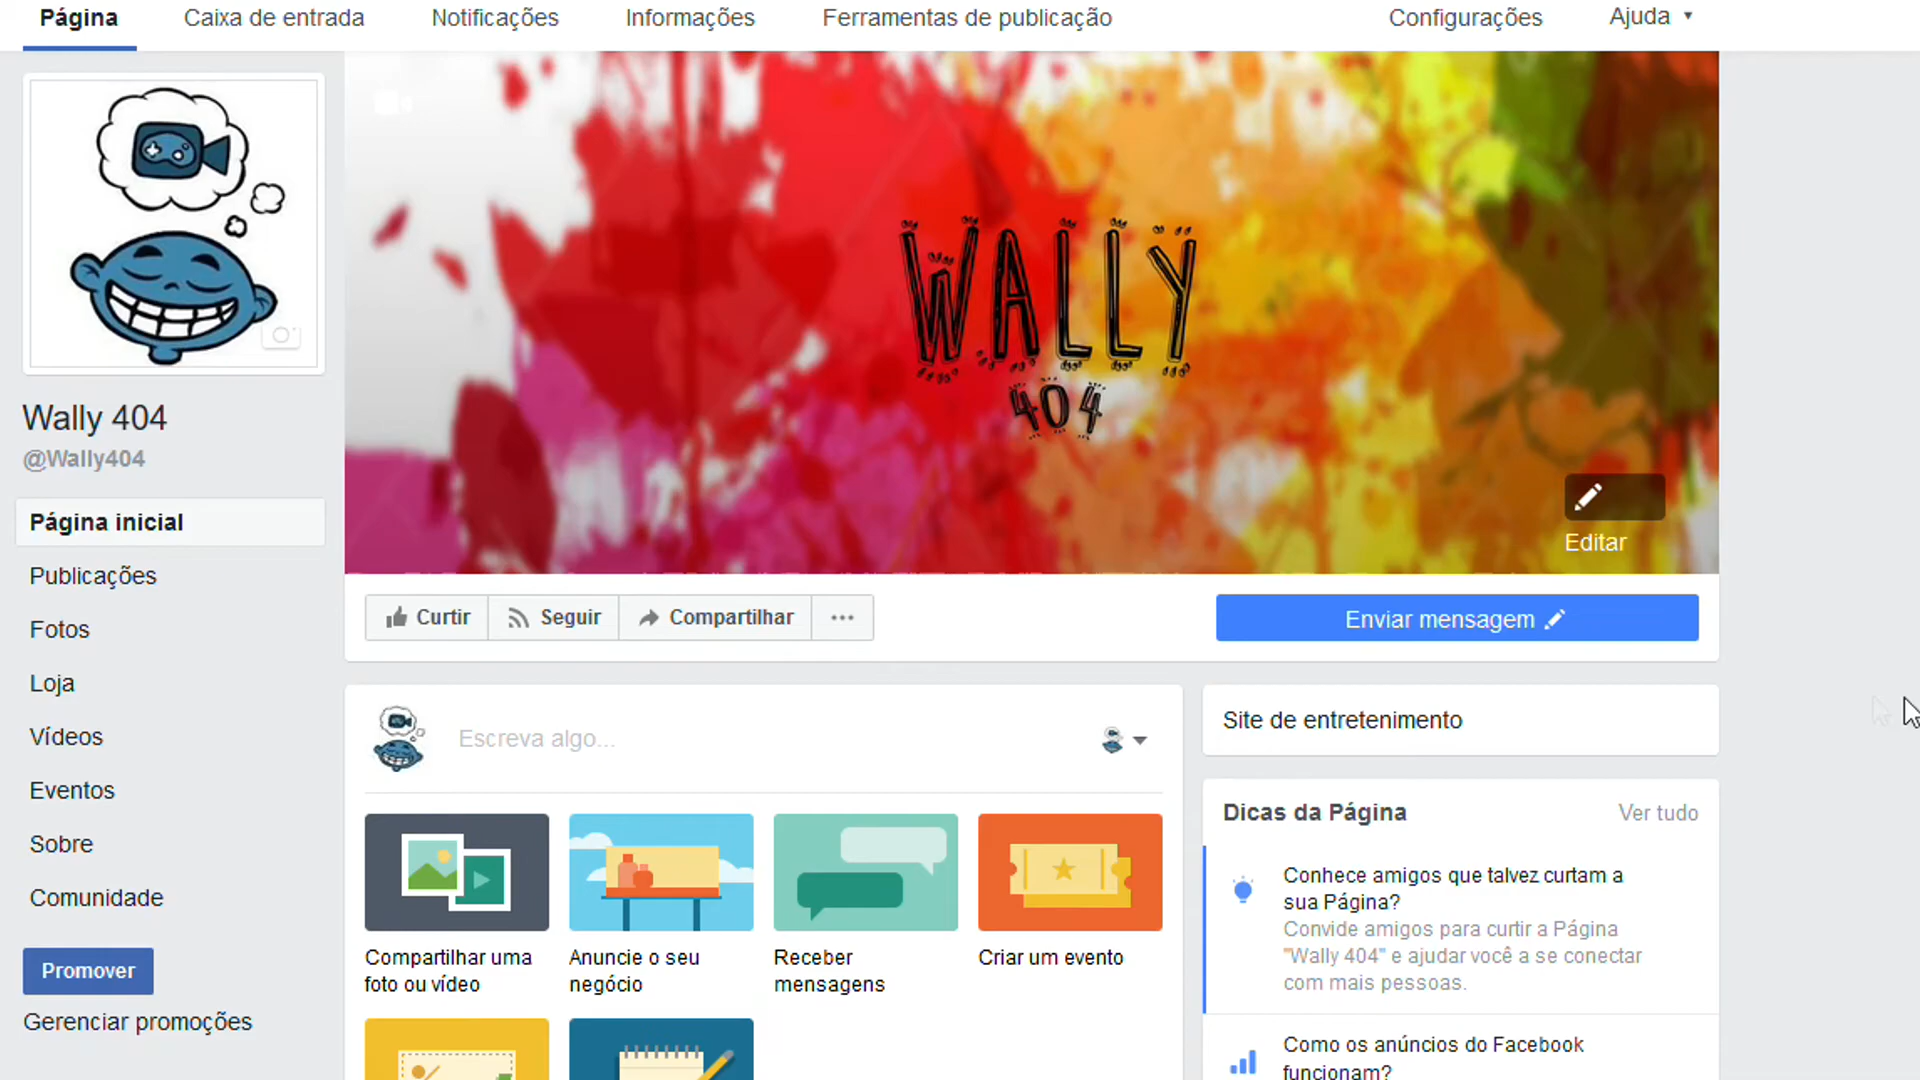 Página Caixa de entrada Notificações Informações Ferramentas de publicação Configurações Ajuda
WALLY
404
Editar
Wally 404
@Wally404
Página inicial
Publicações
Fotos
Loja
Vídeos
Eventos
Sobre
Comunidade
Promover
Gerenciar promoções
Curtir Seguir Compartilhar ... Enviar mensagem
Escreva algo...
Compartilhar uma
foto ou vídeo
Anuncie o seu
negócio
Receber
mensagens
Criar um evento
Site de entretenimento
Dicas da Página Ver tudo
Conhece amigos que talvez curtam a
sua Página?
Convide amigos para curtir a Página
"Wally 404" e ajudar você a se conectar
com mais pessoas.
Como os anúncios do Facebook
funcionam?